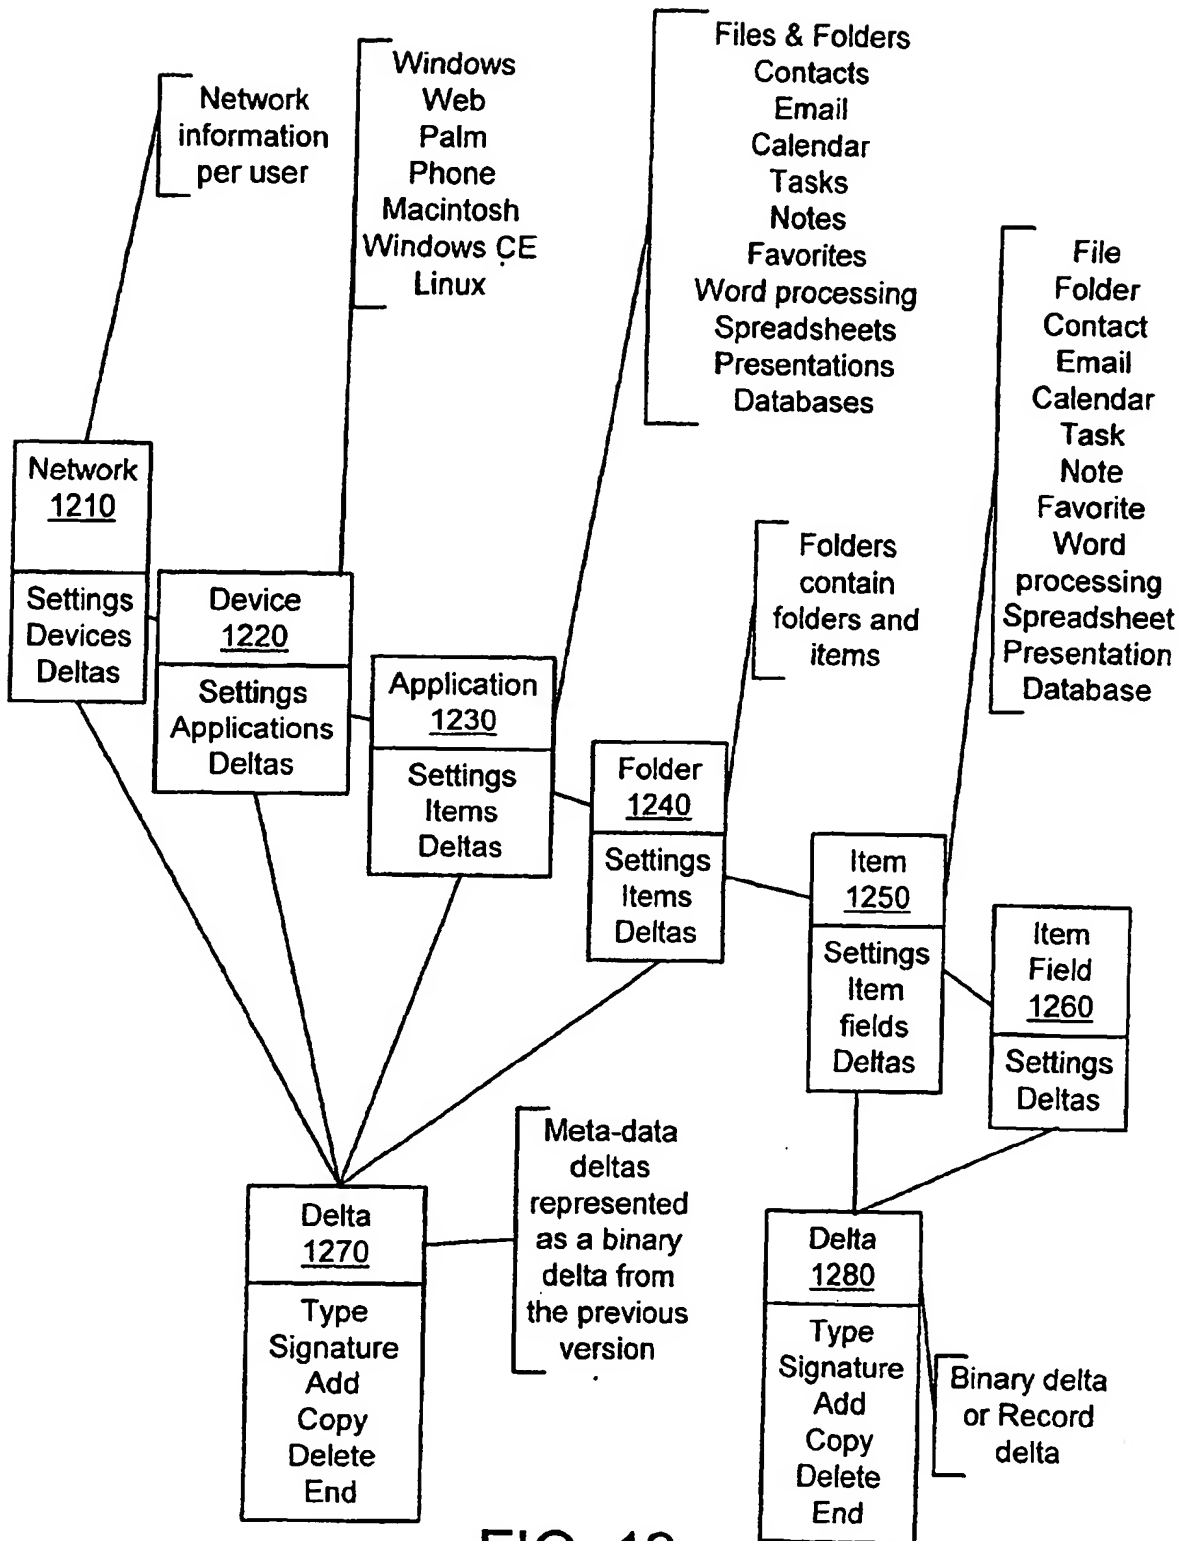 Network
information
per user
Windows
Web
Palm
Phone
Macintosh
Windows CE
Linux
Files & Folders
Contacts
Email
Calendar
Tasks
Notes
Favorites
Word processing
Spreadsheets
Presentations
Databases
File
Folder
Contact
Email
Calendar
Task
Note
Favorite
Word
processing
Spreadsheet
Presentation
Database
Folders
contain
folders and
items
Network
1210
Settings
Devices
Deltas
Device
1220
Settings
Applications
Deltas
Application
1230
Settings
Items
Deltas
Folder
1240
Settings
Items
Deltas
Item
1250
Settings
Item
fields
Deltas
Item
Field
1260
Settings
Deltas
Delta
1270
Type
Signature
Add
Copy
Delete
End
Meta-data
deltas
represented
as a binary
delta from
the previous
version
Delta
1280
Type
Signature
Add
Copy
Delete
End
Binary delta
or Record
delta